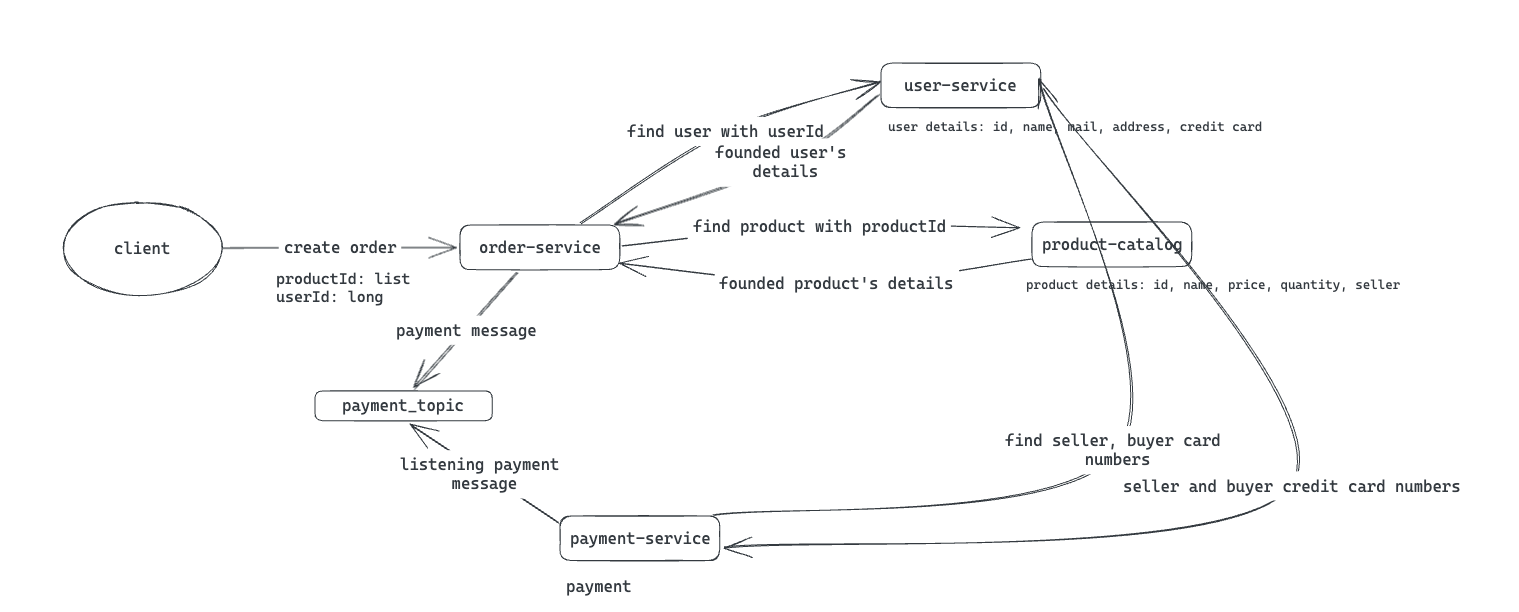 user-service
user details: id, name, mail, address, credit card
find user with userId
founded user's
details
client
create order
productId: list
userId: long
order-service
find product with productId
founded product's details
product-catalog
product details: id, name, price, quantity, seller
payment message
payment_topic
listening payment
message
find seller, buyer card
numbers
seller and buyer credit card numbers
payment-service
payment